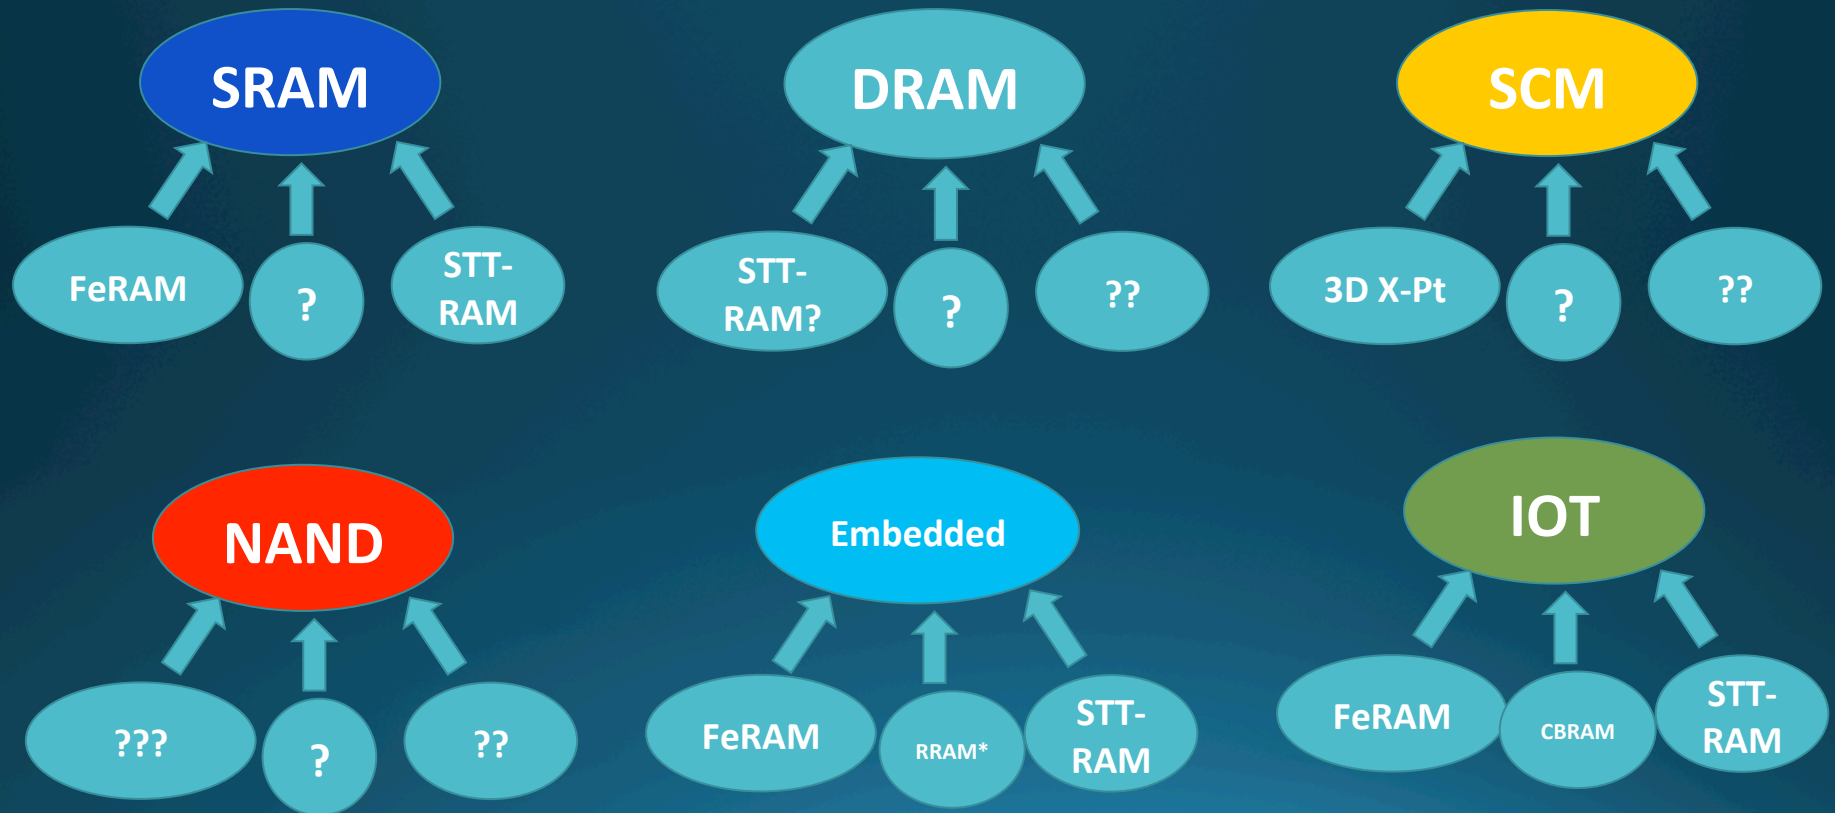 SRAM
DRAM
SCM
FeRAM
?
STT-
RAM
STT-
RAM?
?
??
3D X-Pt
?
??
NAND
Embedded
IOT
???
?
??
FeRAM
RRAM*
STT-
RAM
FeRAM
CBRAM
STT-
RAM